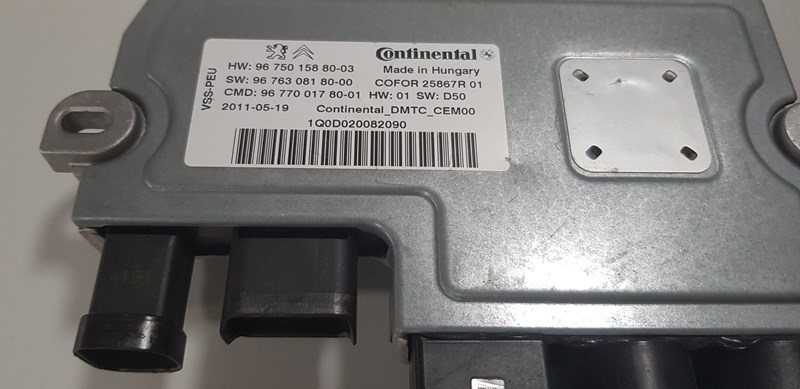 VSS-PEU
Continental
HW: 96 750 158 80-03
Made in Hungary
SW: 96 763 081 80-00
COFOR 25867R 01
CMD: 96 770 017 80-01 HW: 01 SW: D50
2011-05-19
Continental_DMTC_CEM00
1Q0D020082090
4151